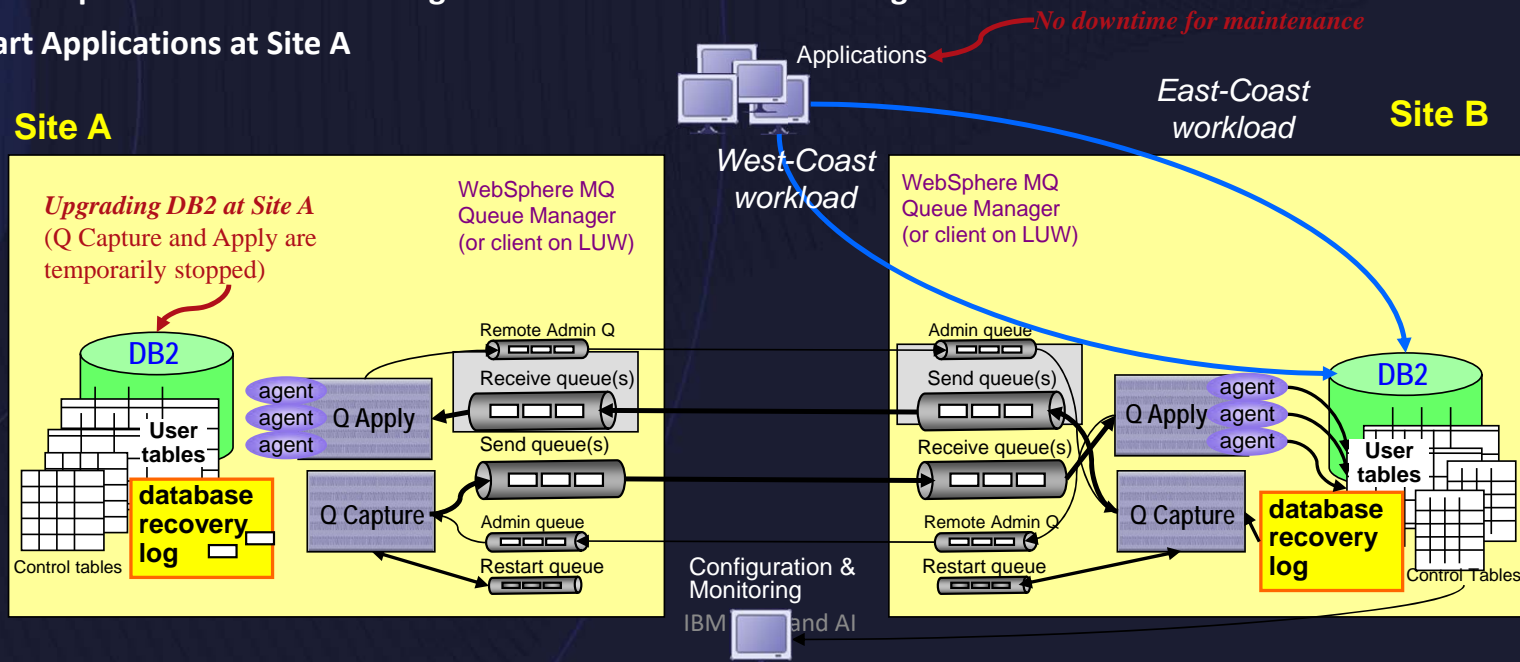 art Applications at Site A
No downtime for maintenance
Applications
East-Coast
workload
Site A
Site B
West-Coast
workload
Upgrading DB2 at Site A
(Q Capture and Apply are
temporarily stopped)
WebSphere MQ
Queue Manager
(or client on LUW)
WebSphere MQ
Queue Manager
(or client on LUW)
DB2
agent
agent
agent
Q Apply
User
tables
database
recovery
log
Control tables
Q Capture
Remote Admin Q
Receive queue(s)
Send queue(s)
Admin queue
Restart queue
Admin queue
Send queue(s)
Receive queue(s)
Remote Admin Q
Restart queue
Q Apply
agent
agent
agent
Q Capture
DB2
User
tables
database
recovery
log
Control Tables
Configuration &
Monitoring
IBM and AI